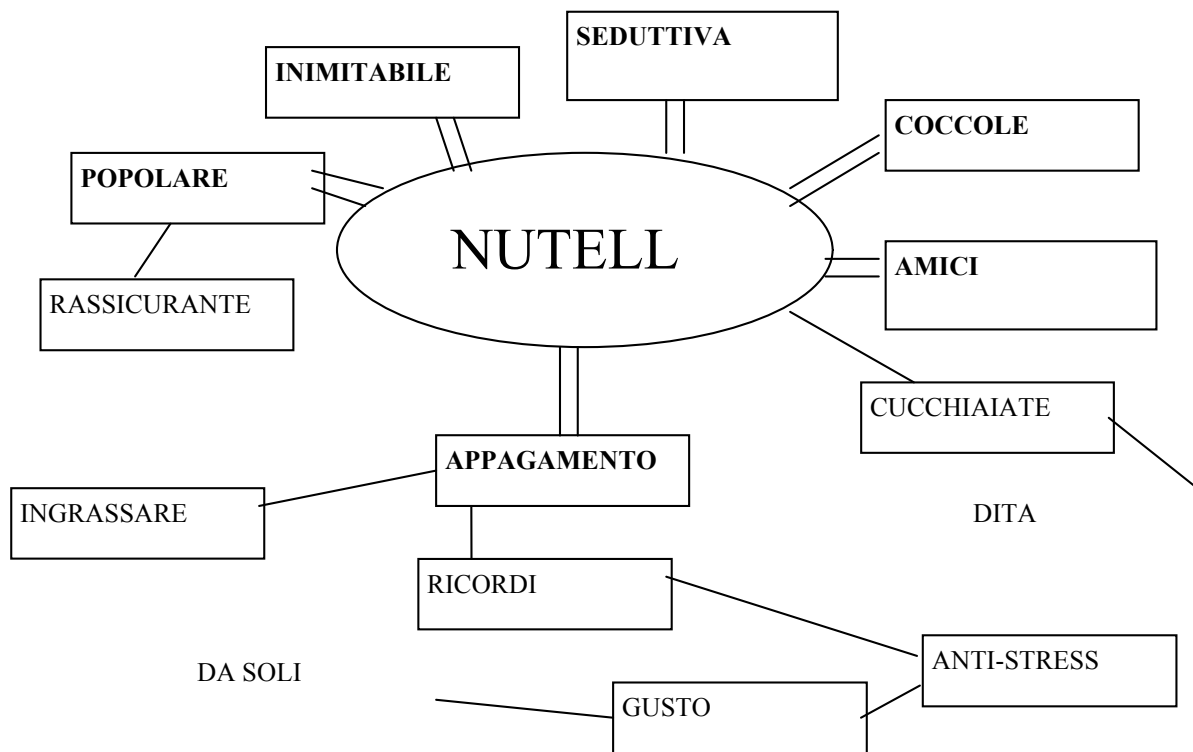 SEDUTTIVA
INIMITABILE
COCCOLE
POPOLARE
NUTELL
AMICI
RASSICURANTE
CUCCHIAIATE
APPAGAMENTO
INGRASSARE
DITA
RICORDI
ANTI-STRESS
DA SOLI
GUSTO